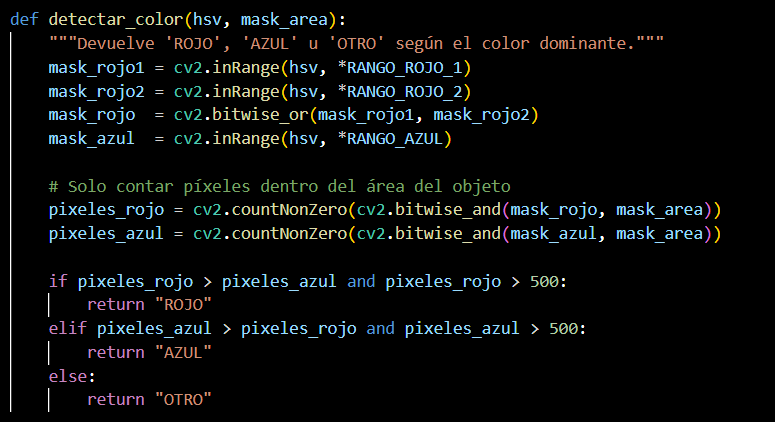 def detectar_color(hsv, mask_area):
    """Devuelve 'ROJO', 'AZUL' u 'OTRO' según el color dominante."""
    mask_rojo1 = cv2.inRange(hsv, *RANGO_ROJO_1)
    mask_rojo2 = cv2.inRange(hsv, *RANGO_ROJO_2)
    mask_rojo  = cv2.bitwise_or(mask_rojo1, mask_rojo2)
    mask_azul  = cv2.inRange(hsv, *RANGO_AZUL)

    # Solo contar píxeles dentro del área del objeto
    pixeles_rojo = cv2.countNonZero(cv2.bitwise_and(mask_rojo, mask_area))
    pixeles_azul = cv2.countNonZero(cv2.bitwise_and(mask_azul, mask_area))

    if pixeles_rojo > pixeles_azul and pixeles_rojo > 500:
        return "ROJO"
    elif pixeles_azul > pixeles_rojo and pixeles_azul > 500:
        return "AZUL"
    else:
        return "OTRO"